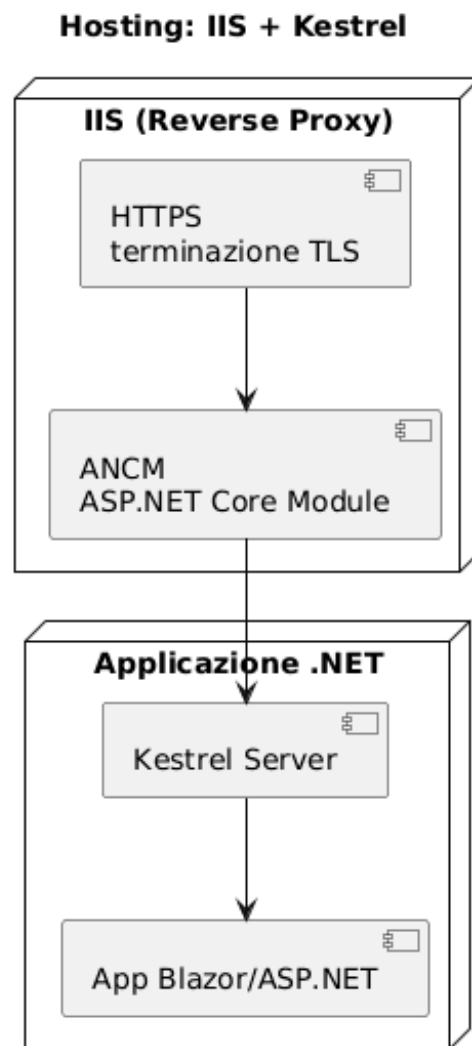 Hosting: IIS + Kestrel
IIS (Reverse Proxy)
HTTPS
terminazione TLS
ANCM
ASP.NET Core Module
Applicazione .NET
Kestrel Server
App Blazor/ASP.NET